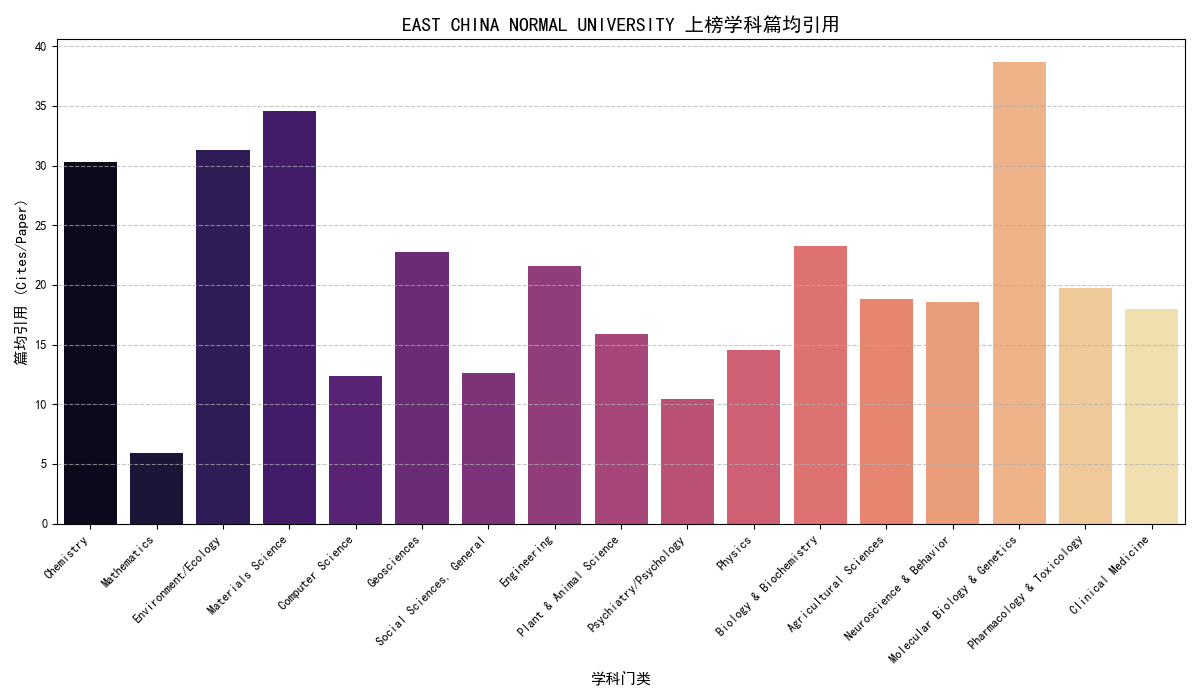 EAST CHINA NORMAL UNIVERSITY 上榜学科篇均引用
篇均引用 (Cites/Paper)
40
35
30
25
20
15
10
5
0
Chemistry
Mathematics
Environment/Ecology
Materials Science
Computer Science
Geosciences
Social Sciences, General
Engineering
Plant & Animal Science
Psychiatry/Psychology
Physics
Biology & Biochemistry
Agricultural Sciences
Neuroscience & Behavior
Molecular Biology & Genetics
Pharmacology & Toxicology
Clinical Medicine
学科门类